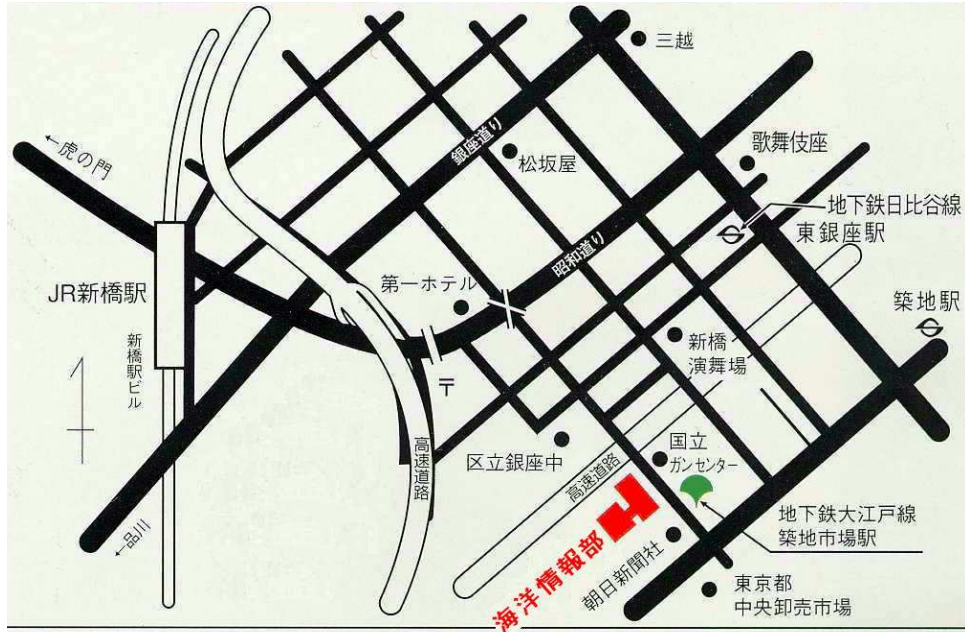 三越
←虎の門
銀座通り
松坂屋
歌舞伎座
地下鉄日比谷線
東銀座駅
昭和通り
JR新橋駅
第一ホテル
築地駅
新橋駅ビル
新橋
演舞場
〒
区立銀座中
国立
ガンセンター
高速道路
高速道路
地下鉄大江戸線
築地市場駅
←品川
海洋情報部
朝日新聞社
東京都
中央卸売市場